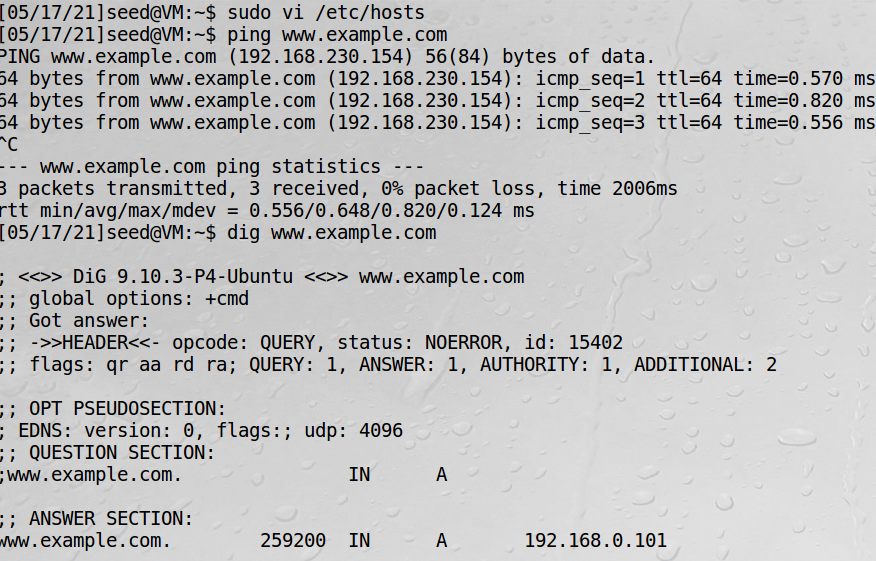 [05/17/21]seed@VM:~$ sudo vi /etc/hosts
[05/17/21]seed@VM:~$ ping www.example.com
PING www.example.com (192.168.230.154) 56(84) bytes of data.
64 bytes from www.example.com (192.168.230.154): icmp_seq=1 ttl=64 time=0.570 ms
64 bytes from www.example.com (192.168.230.154): icmp_seq=2 ttl=64 time=0.820 ms
64 bytes from www.example.com (192.168.230.154): icmp_seq=3 ttl=64 time=0.556 ms
^C
--- www.example.com ping statistics ---
3 packets transmitted, 3 received, 0% packet loss, time 2006ms
rtt min/avg/max/mdev = 0.556/0.648/0.820/0.124 ms
[05/17/21]seed@VM:~$ dig www.example.com
; <<>> DiG 9.10.3-P4-Ubuntu <<>> www.example.com
;; global options: +cmd
;; Got answer:
;; ->>HEADER<<- opcode: QUERY, status: NOERROR, id: 15402
;; flags: qr aa rd ra; QUERY: 1, ANSWER: 1, AUTHORITY: 1, ADDITIONAL: 2
;; OPT PSEUDOSECTION:
; EDNS: version: 0, flags:; udp: 4096
;; QUESTION SECTION:
;www.example.com. IN A
;; ANSWER SECTION:
www.example.com. 259200 IN A 192.168.0.101